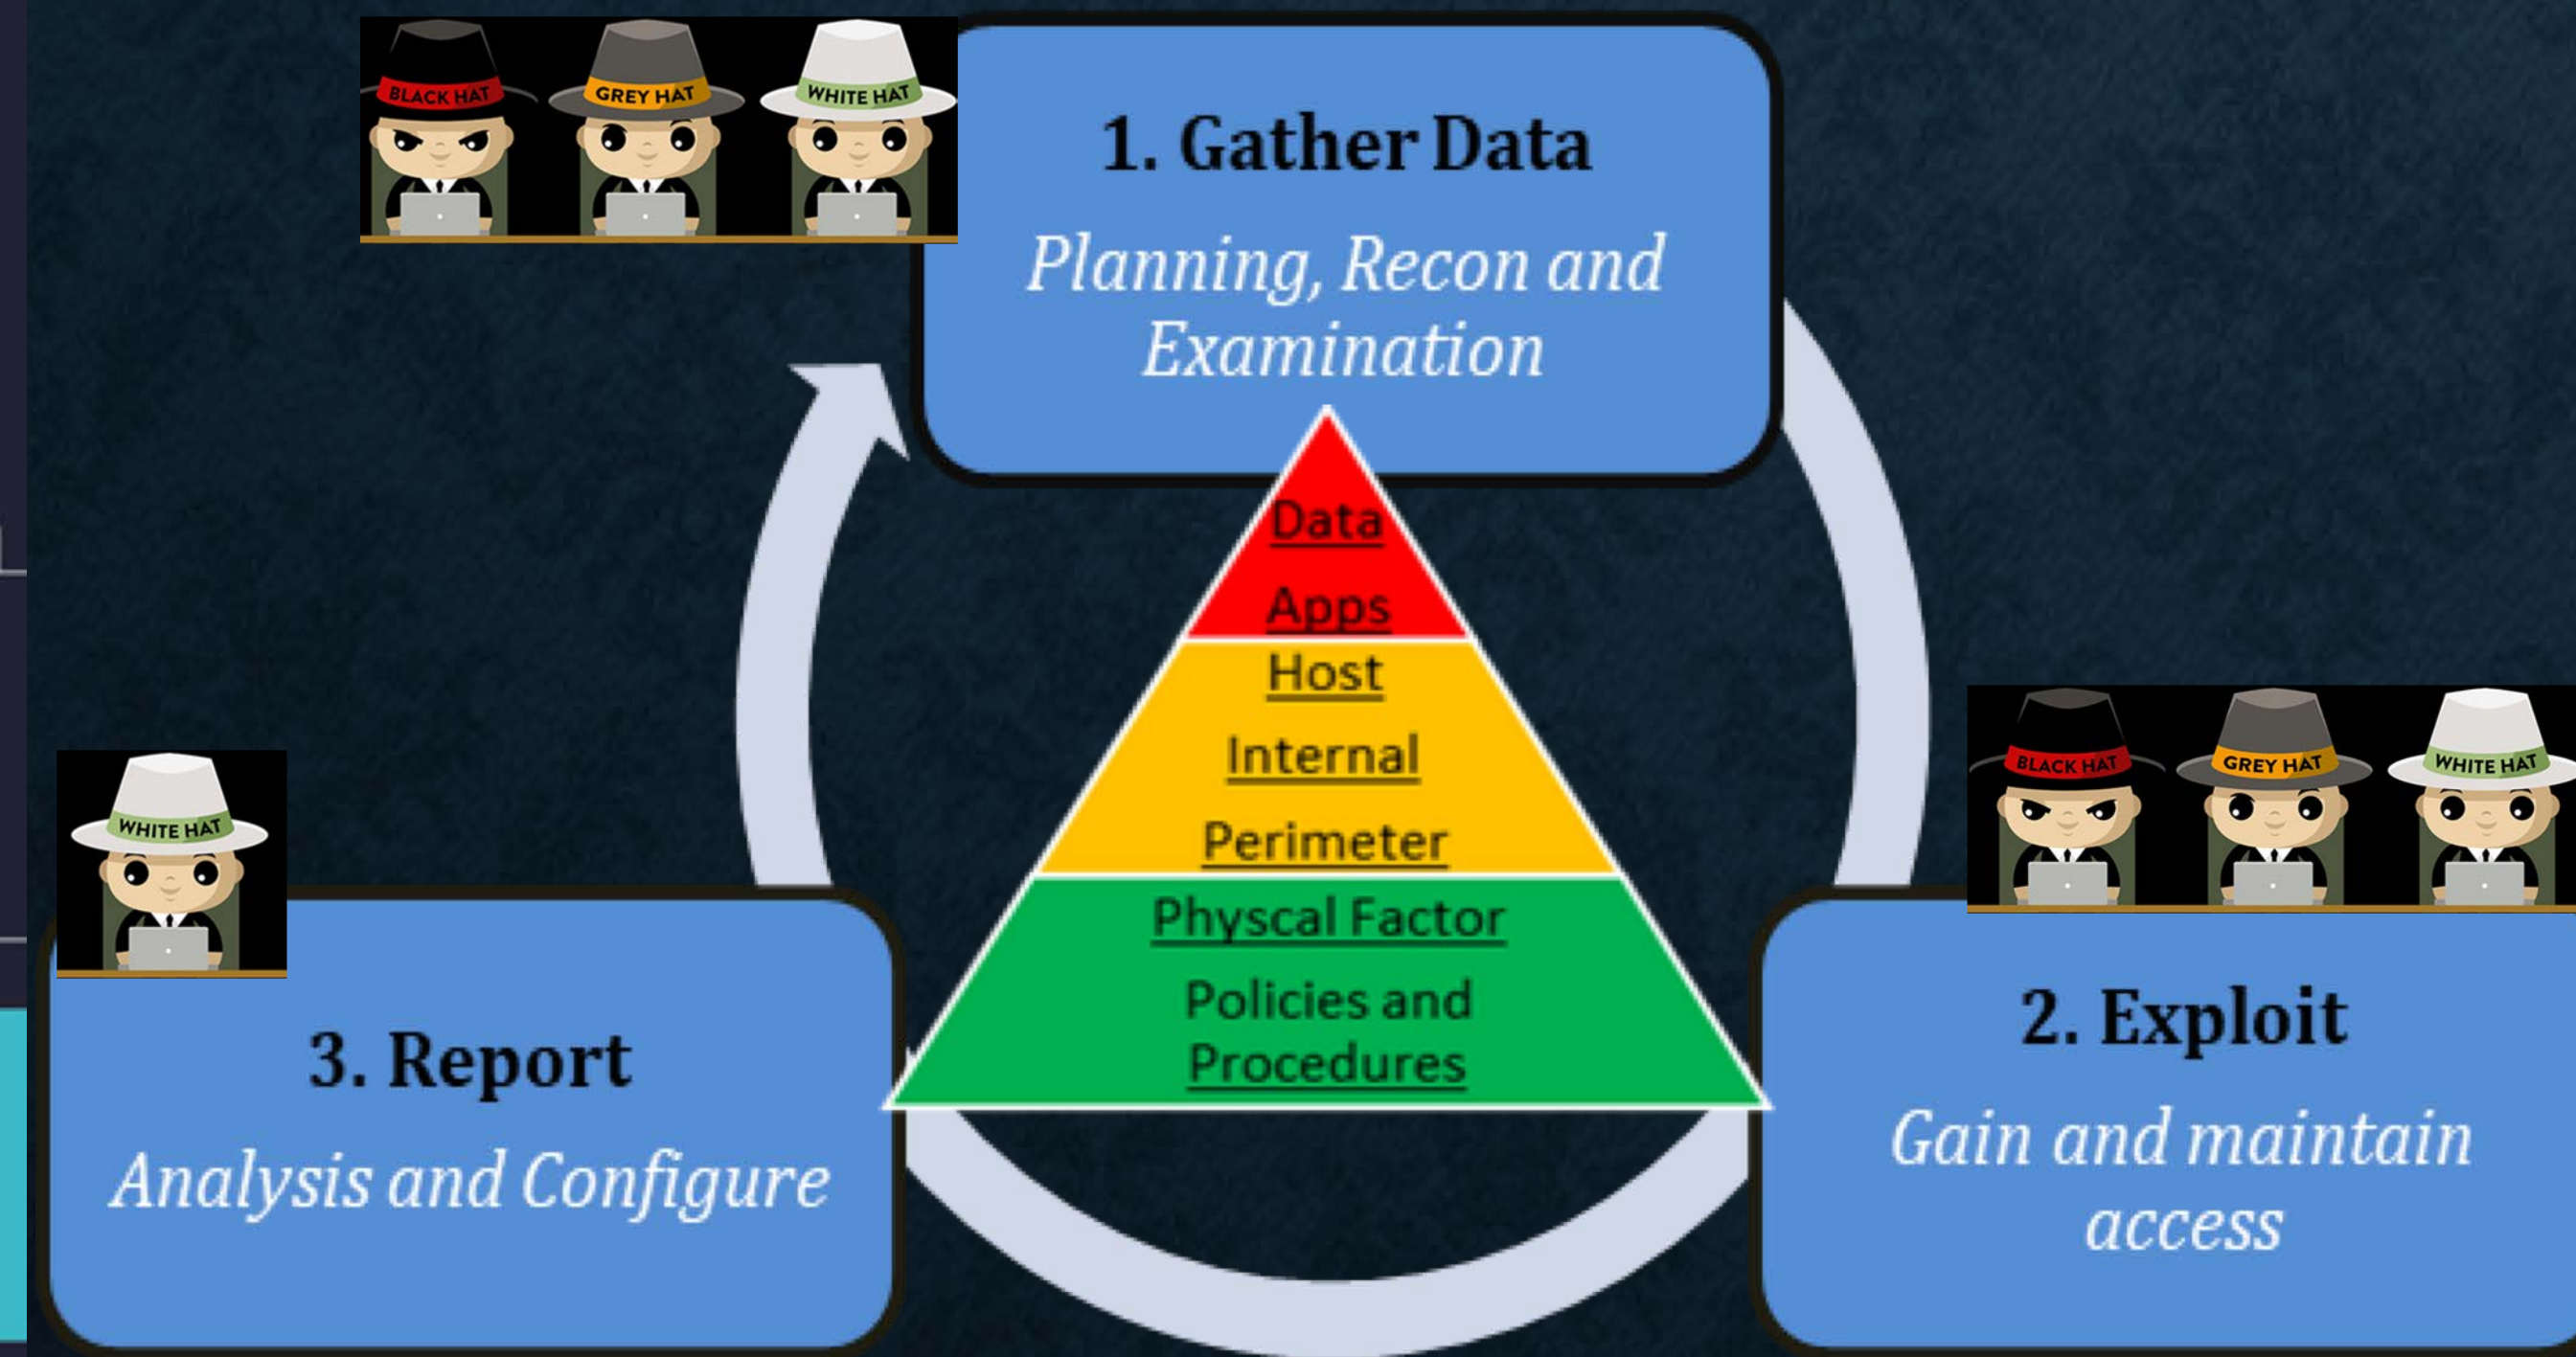 BLACK HAT GREY HAT WHITE HAT
1. Gather Data
Planning, Recon and
Examination
Data
Apps
Host
Internal
Perimeter
Physcal Factor
Policies and
Procedures
BLACK HAT GREY HAT WHITE HAT
2. Exploit
Gain and maintain
access
WHITE HAT
3. Report
Analysis and Configure